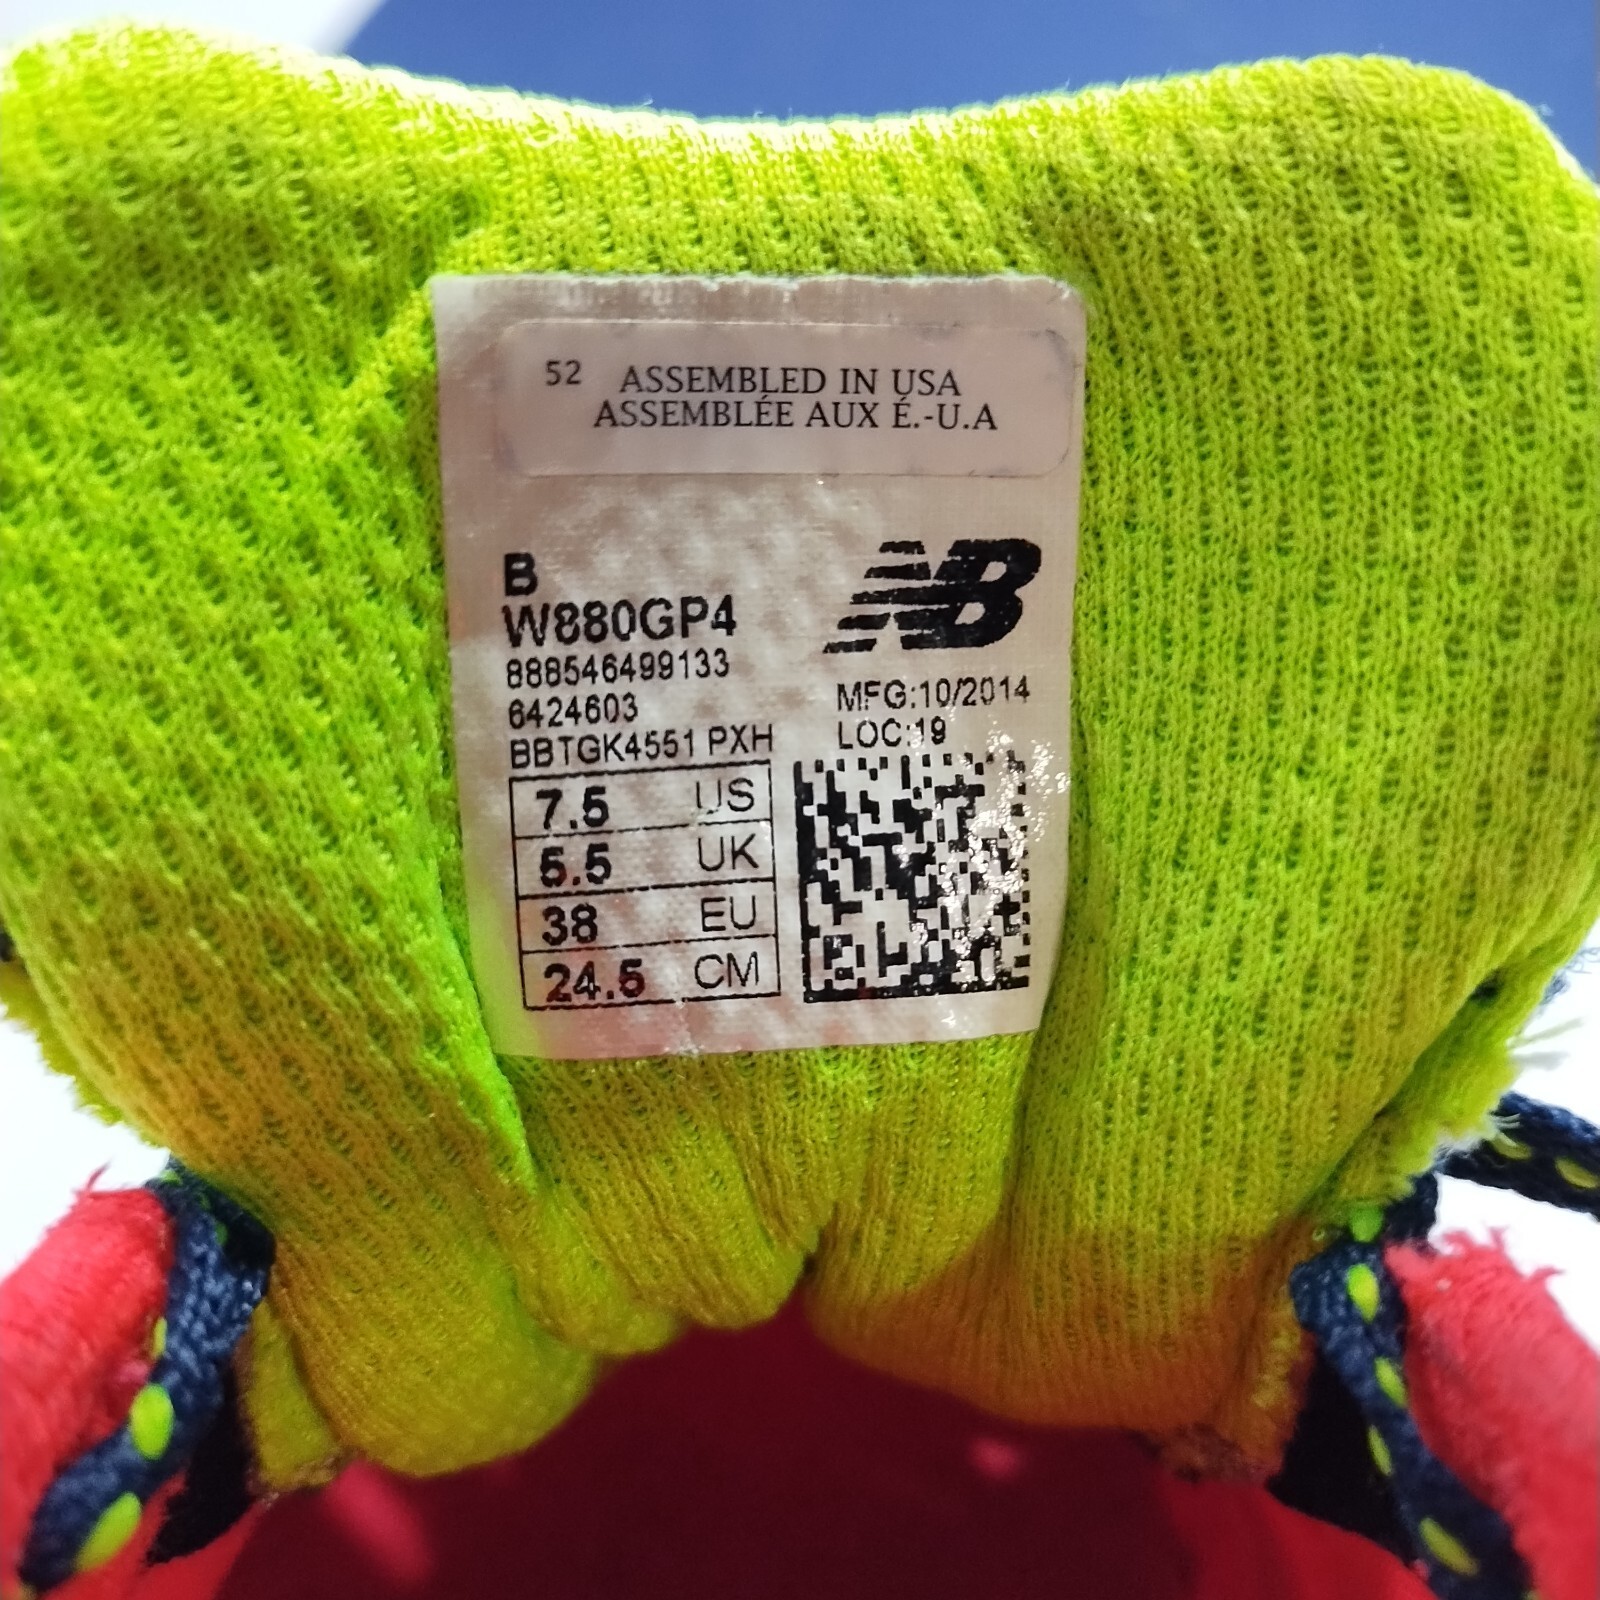 52 ASSEMBLED IN USA
ASSEMBLÉE AUX É.-U.A
B
W880GP4
888546499133
6424603
BBTGK4551 PXH
NB
MFG:10/2014
LOC:19
7.5 US
5.5 UK
38 EU
24.5 CM